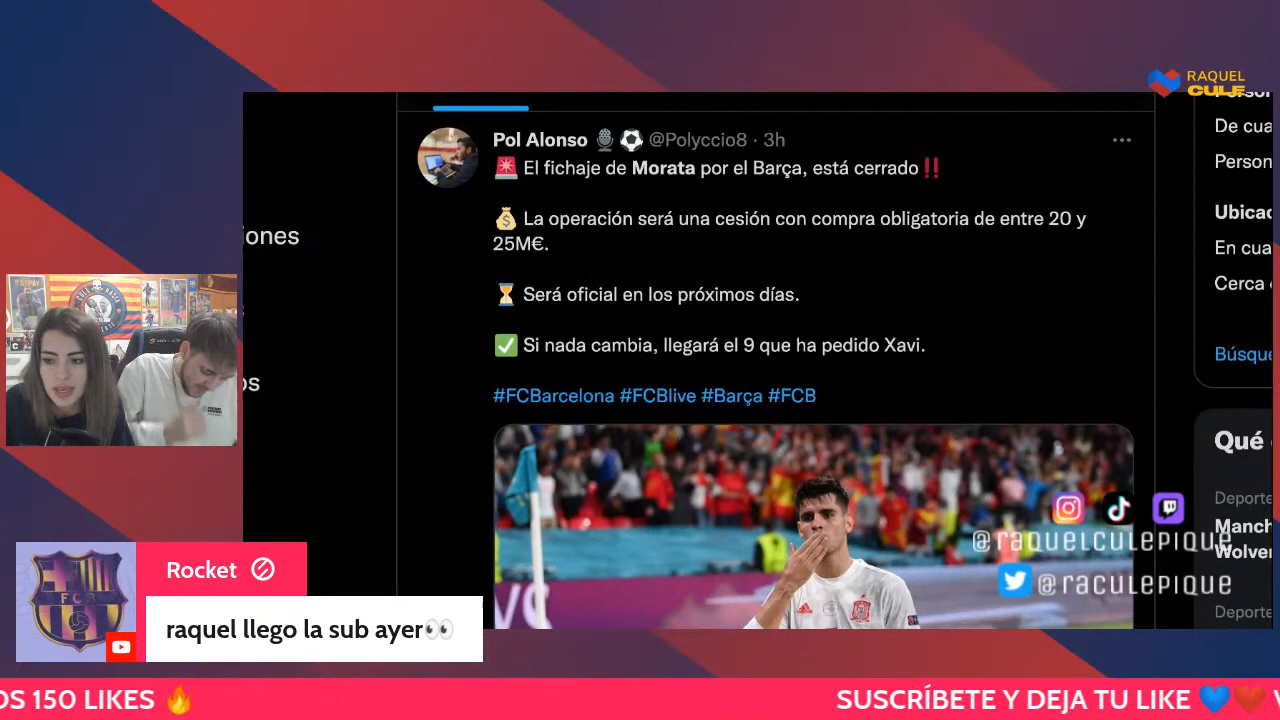 RAQUEL
CULE
De cua
Person
Ubicac
En cua
Cerca
Búsque
Qué
Deporte
Manch
Wolver
Deporte
iones
os
Pol Alonso 🎙️⚽ @Polyccio8 · 3h
🚨 El fichaje de Morata por el Barça, está cerrado‼️
💰 La operación será una cesión con compra obligatoria de entre 20 y
25M€.
⏳ Será oficial en los próximos días.
✅ Si nada cambia, llegará el 9 que ha pedido Xavi.
#FCBarcelona #FCBlive #Barça #FCB
@raquelculepique
@raculepique
FCB
Rocket
raquel llego la sub ayer👀
OS 150 LIKES 🔥
SUSCRÍBETE Y DEJA TU LIKE 💙❤️ V